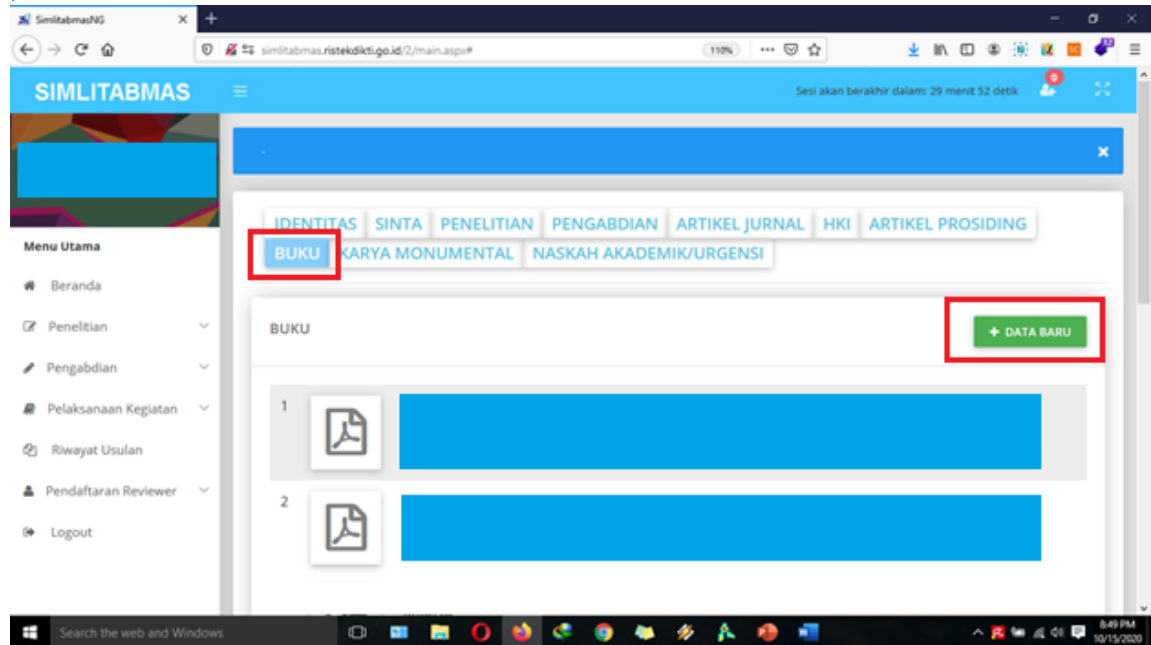 SimlitabmasNG
simlitabmas.ristekdikti.go.id/2/main.aspx#
110%
SIMLITABMAS
Sesi akan berakhir dalam: 29 menit 52 detik
0
-
IDENTITAS SINTA PENELITIAN PENGABDIAN ARTIKEL JURNAL HKI ARTIKEL PROSIDING
BUKU KARYA MONUMENTAL NASKAH AKADEMIK/URGENSI
Menu Utama
Beranda
Penelitian
Pengabdian
Pelaksanaan Kegiatan
Riwayat Usulan
Pendaftaran Reviewer
Logout
BUKU
+ DATA BARU
1
2
Search the web and Windows
8:49 PM
10/15/2020